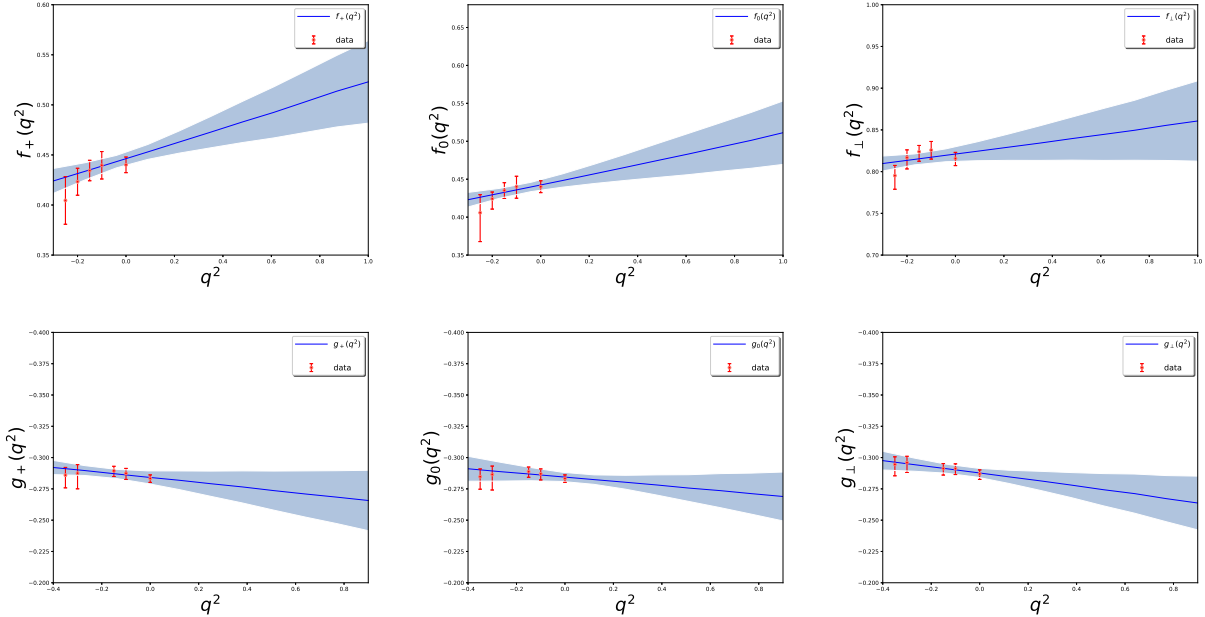 0.60
0.55
0.50
0.45
0.40
0.35
f₊(q²)
f₊(q²)
data
−0.2 0.0 0.2 0.4 0.6 0.8 1.0
q²
0.65
0.60
0.55
0.50
0.45
0.40
0.35
f₀(q²)
f₀(q²)
data
−0.2 0.0 0.2 0.4 0.6 0.8 1.0
q²
1.00
0.95
0.90
0.85
0.80
0.75
0.70
f⊥(q²)
f⊥(q²)
data
−0.2 0.0 0.2 0.4 0.6 0.8 1.0
q²
−0.400
−0.375
−0.350
−0.325
−0.300
−0.275
−0.250
−0.225
−0.200
g₊(q²)
g₊(q²)
data
−0.4 −0.2 0.0 0.2 0.4 0.6 0.8
q²
−0.400
−0.375
−0.350
−0.325
−0.300
−0.275
−0.250
−0.225
−0.200
g₀(q²)
g₀(q²)
data
−0.4 −0.2 0.0 0.2 0.4 0.6 0.8
q²
−0.400
−0.375
−0.350
−0.325
−0.300
−0.275
−0.250
−0.225
−0.200
g⊥(q²)
g⊥(q²)
data
−0.4 −0.2 0.0 0.2 0.4 0.6 0.8
q²